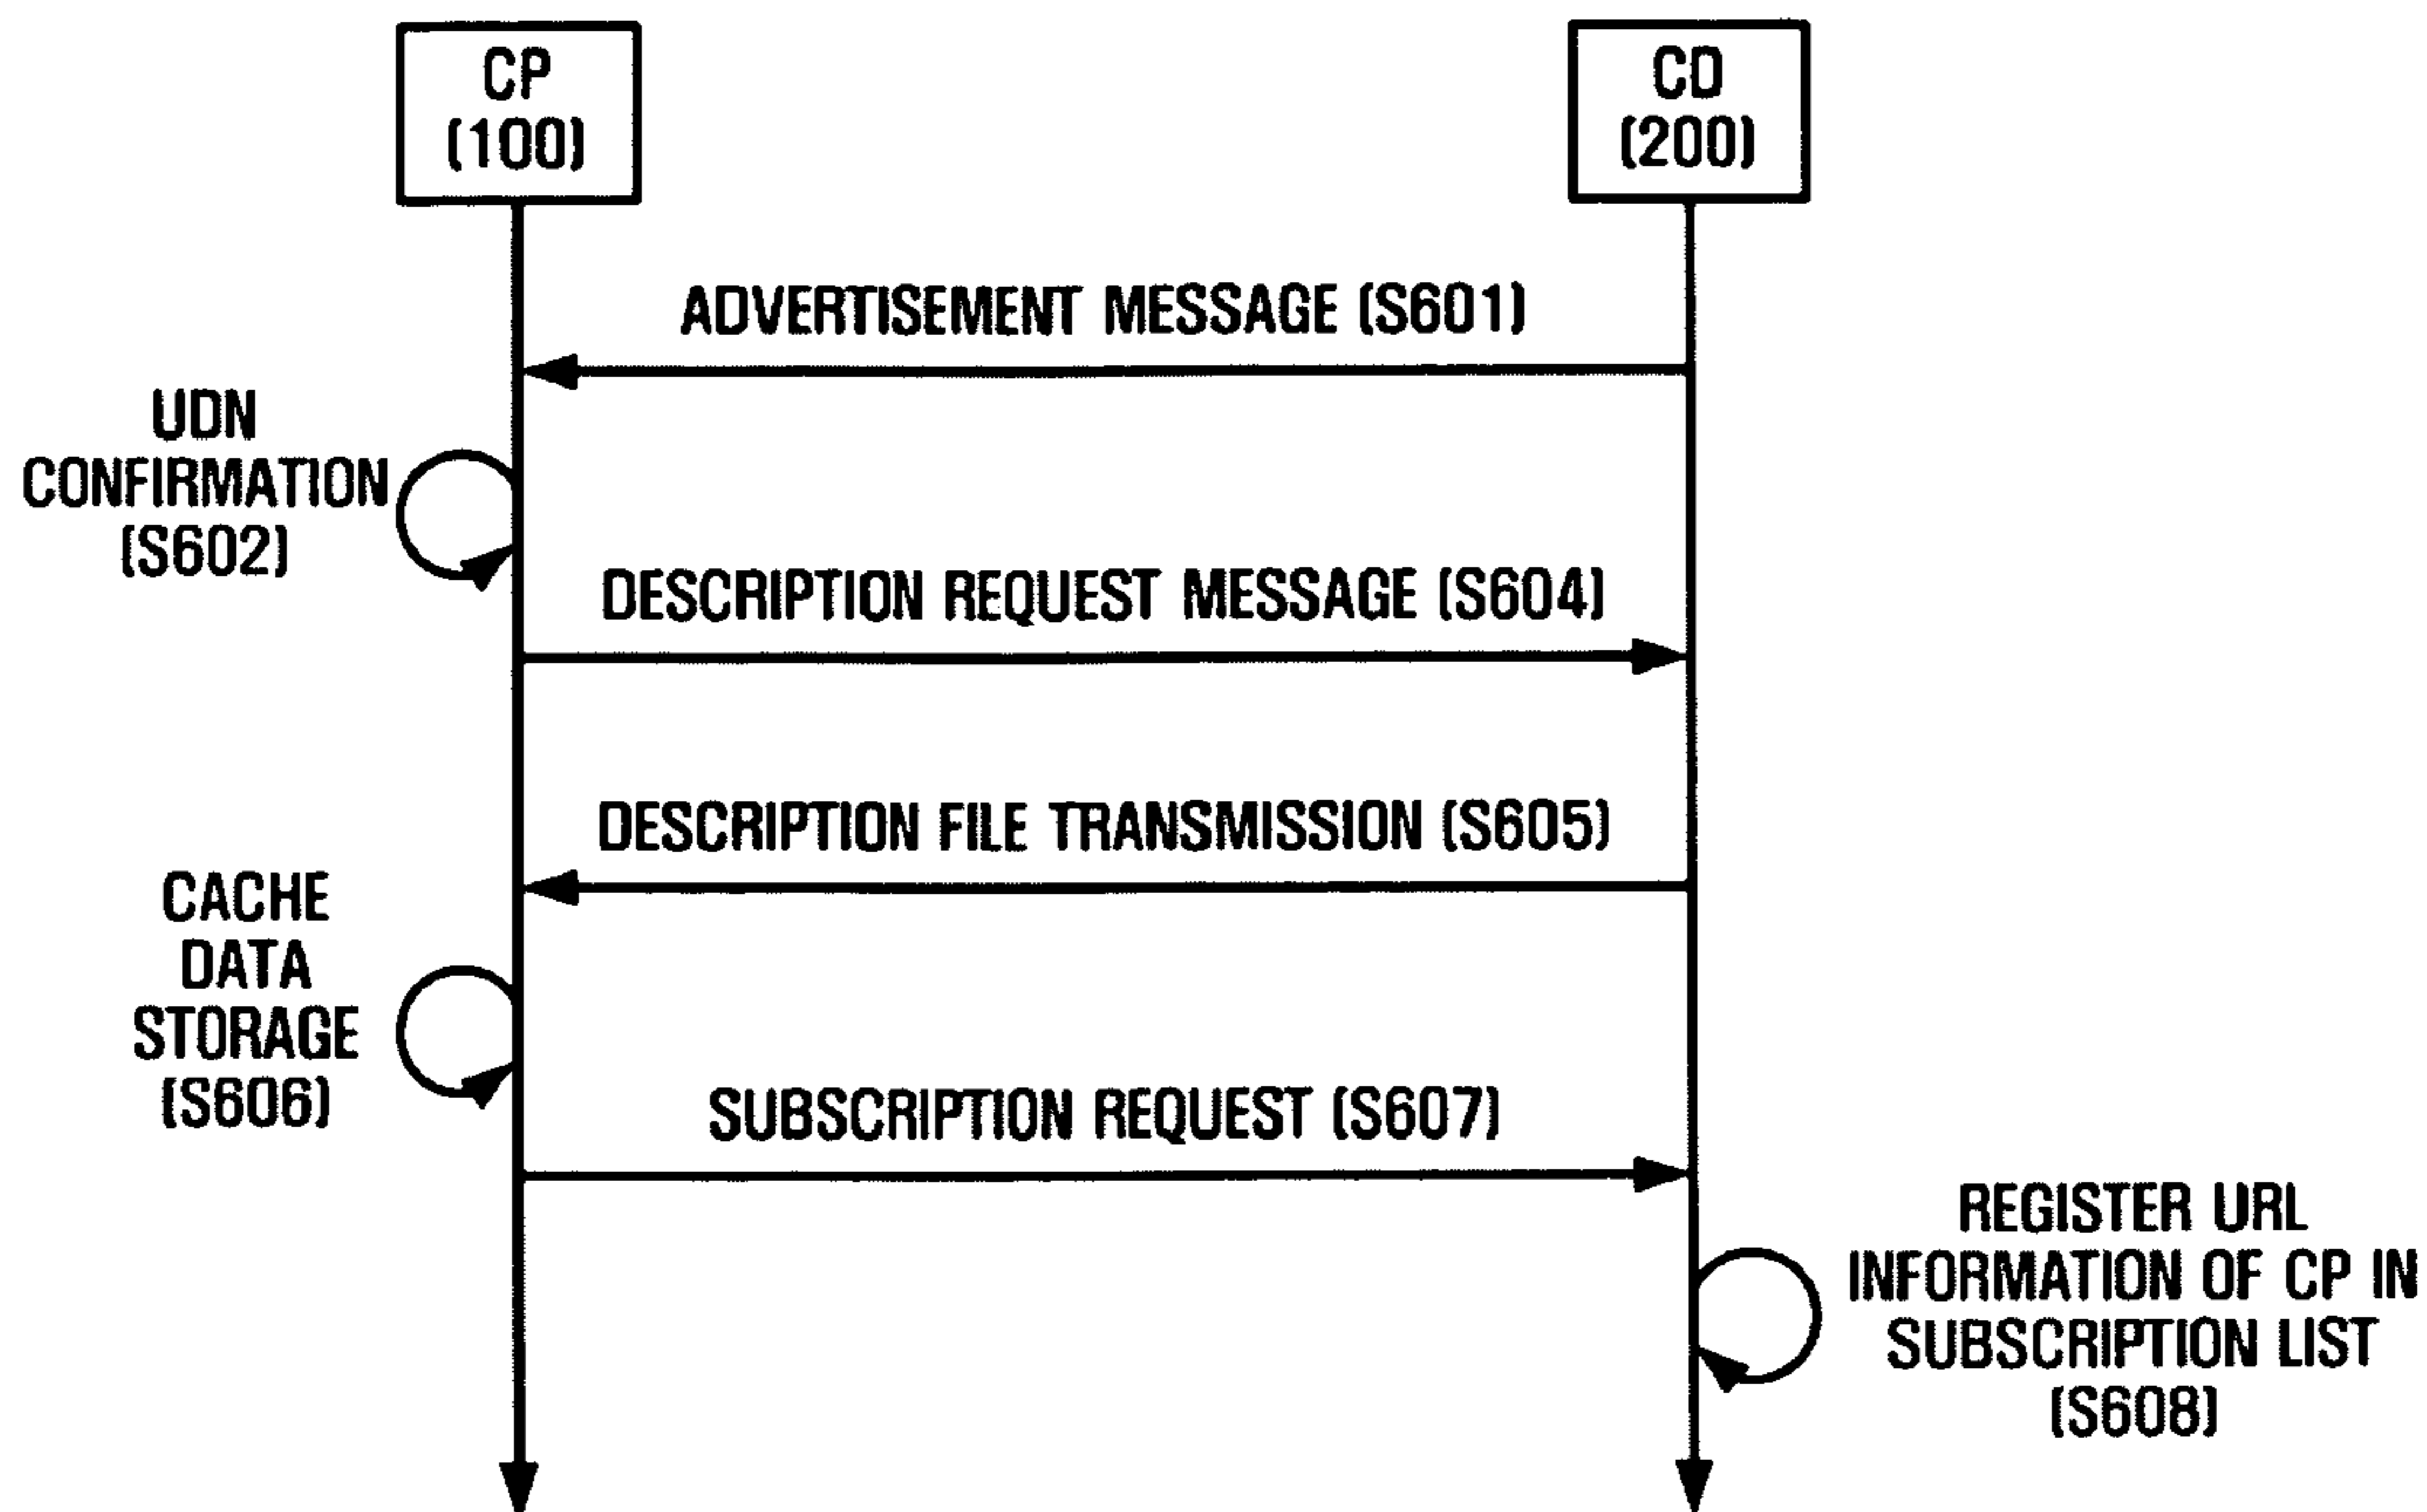 CP
(100)
CD
(200)
ADVERTISEMENT MESSAGE (S601)
UDN
CONFIRMATION
(S602)
DESCRIPTION REQUEST MESSAGE (S604)
DESCRIPTION FILE TRANSMISSION (S605)
CACHE
DATA
STORAGE
(S606)
SUBSCRIPTION REQUEST (S607)
REGISTER URL
INFORMATION OF CP IN
SUBSCRIPTION LIST
(S608)